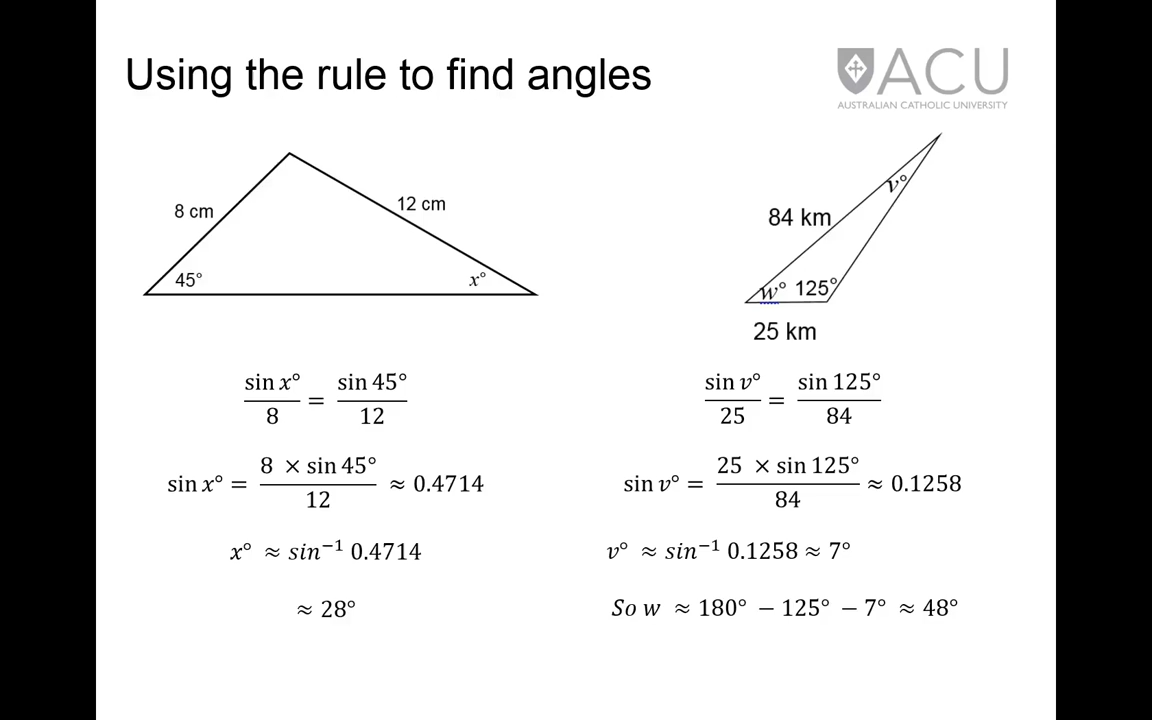 Using the rule to find angles
ACU
AUSTRALIAN CATHOLIC UNIVERSITY
8 cm
12 cm
45°
x°
84 km
v°
w° 125°
25 km
sin x°/8 = sin 45°/12
sin x° = 8 × sin 45°/12 ≈ 0.4714
x° ≈ sin⁻¹ 0.4714
≈ 28°
sin v°/25 = sin 125°/84
sin v° = 25 × sin 125°/84 ≈ 0.1258
v° ≈ sin⁻¹ 0.1258 ≈ 7°
So w ≈ 180° − 125° − 7° ≈ 48°